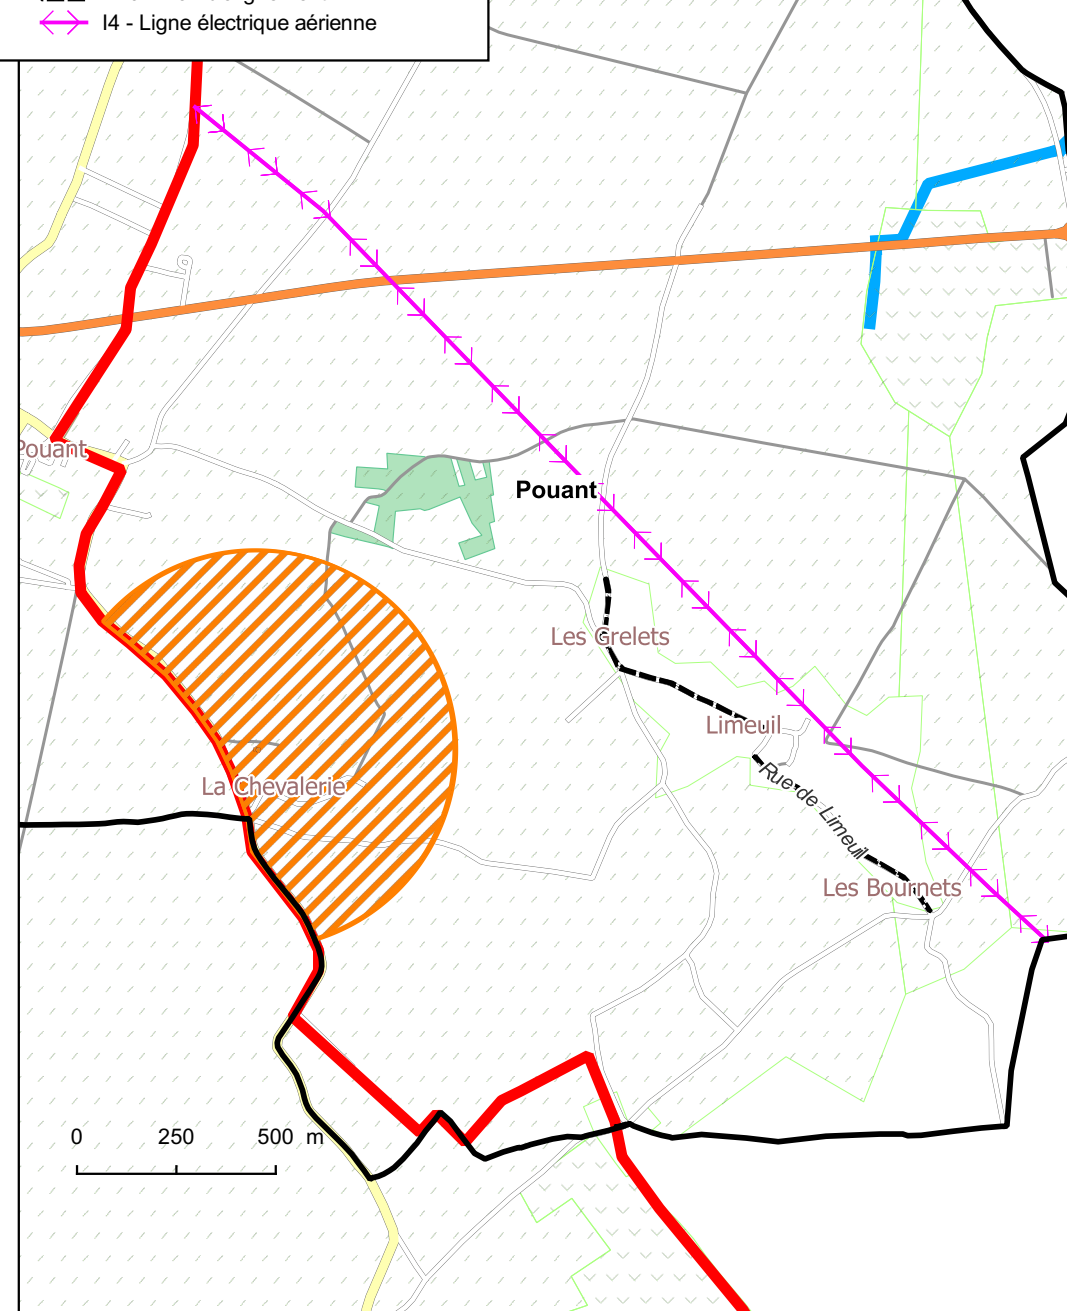 I4 - Ligne électrique aérienne
Pouant
Pouant
Les Grelets
Limeuil
La Chevalerie
Rue de Limeuil
Les Bournets
0 250 500 m